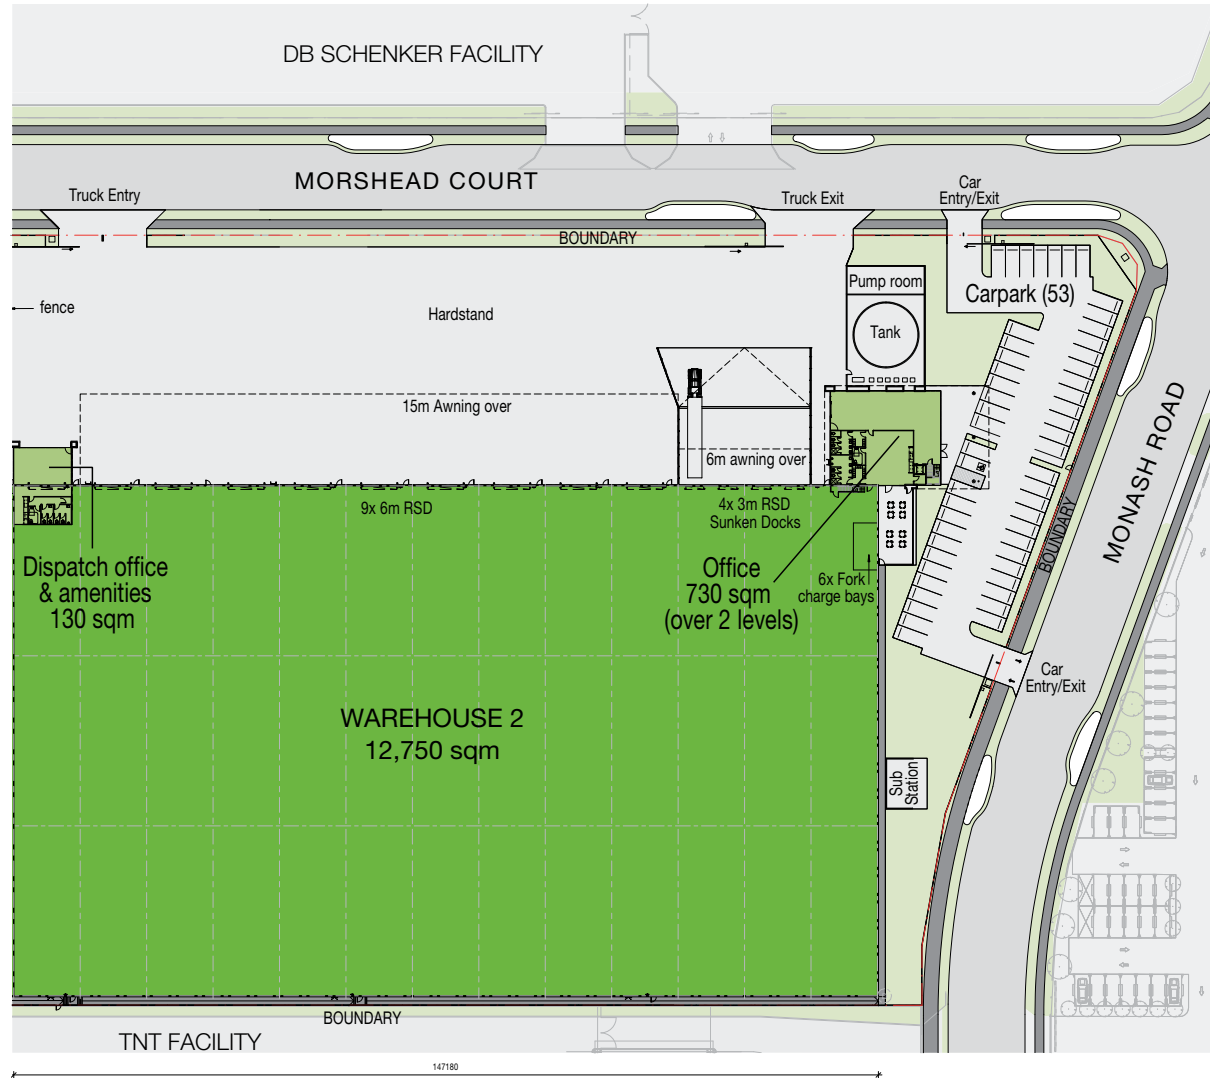 DB SCHENKER FACILITY
MORSHEAD COURT
Truck Entry
Truck Exit
Car
Entry/Exit
BOUNDARY
fence
Hardstand
Pump room
Tank
Carpark (53)
15m Awning over
6m awning over
9x 6m RSD
4x 3m RSD
Sunken Docks
Dispatch office
& amenities
130 sqm
Office
730 sqm
(over 2 levels)
6x Fork
charge bays
BOUNDARY
MONASH ROAD
Car
Entry/Exit
WAREHOUSE 2
12,750 sqm
Sub
Station
BOUNDARY
TNT FACILITY
147180